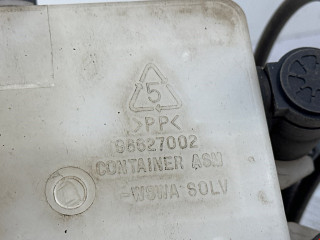 5
>PP<
96627002
CONTAINER ASM
-WSWA SOLV